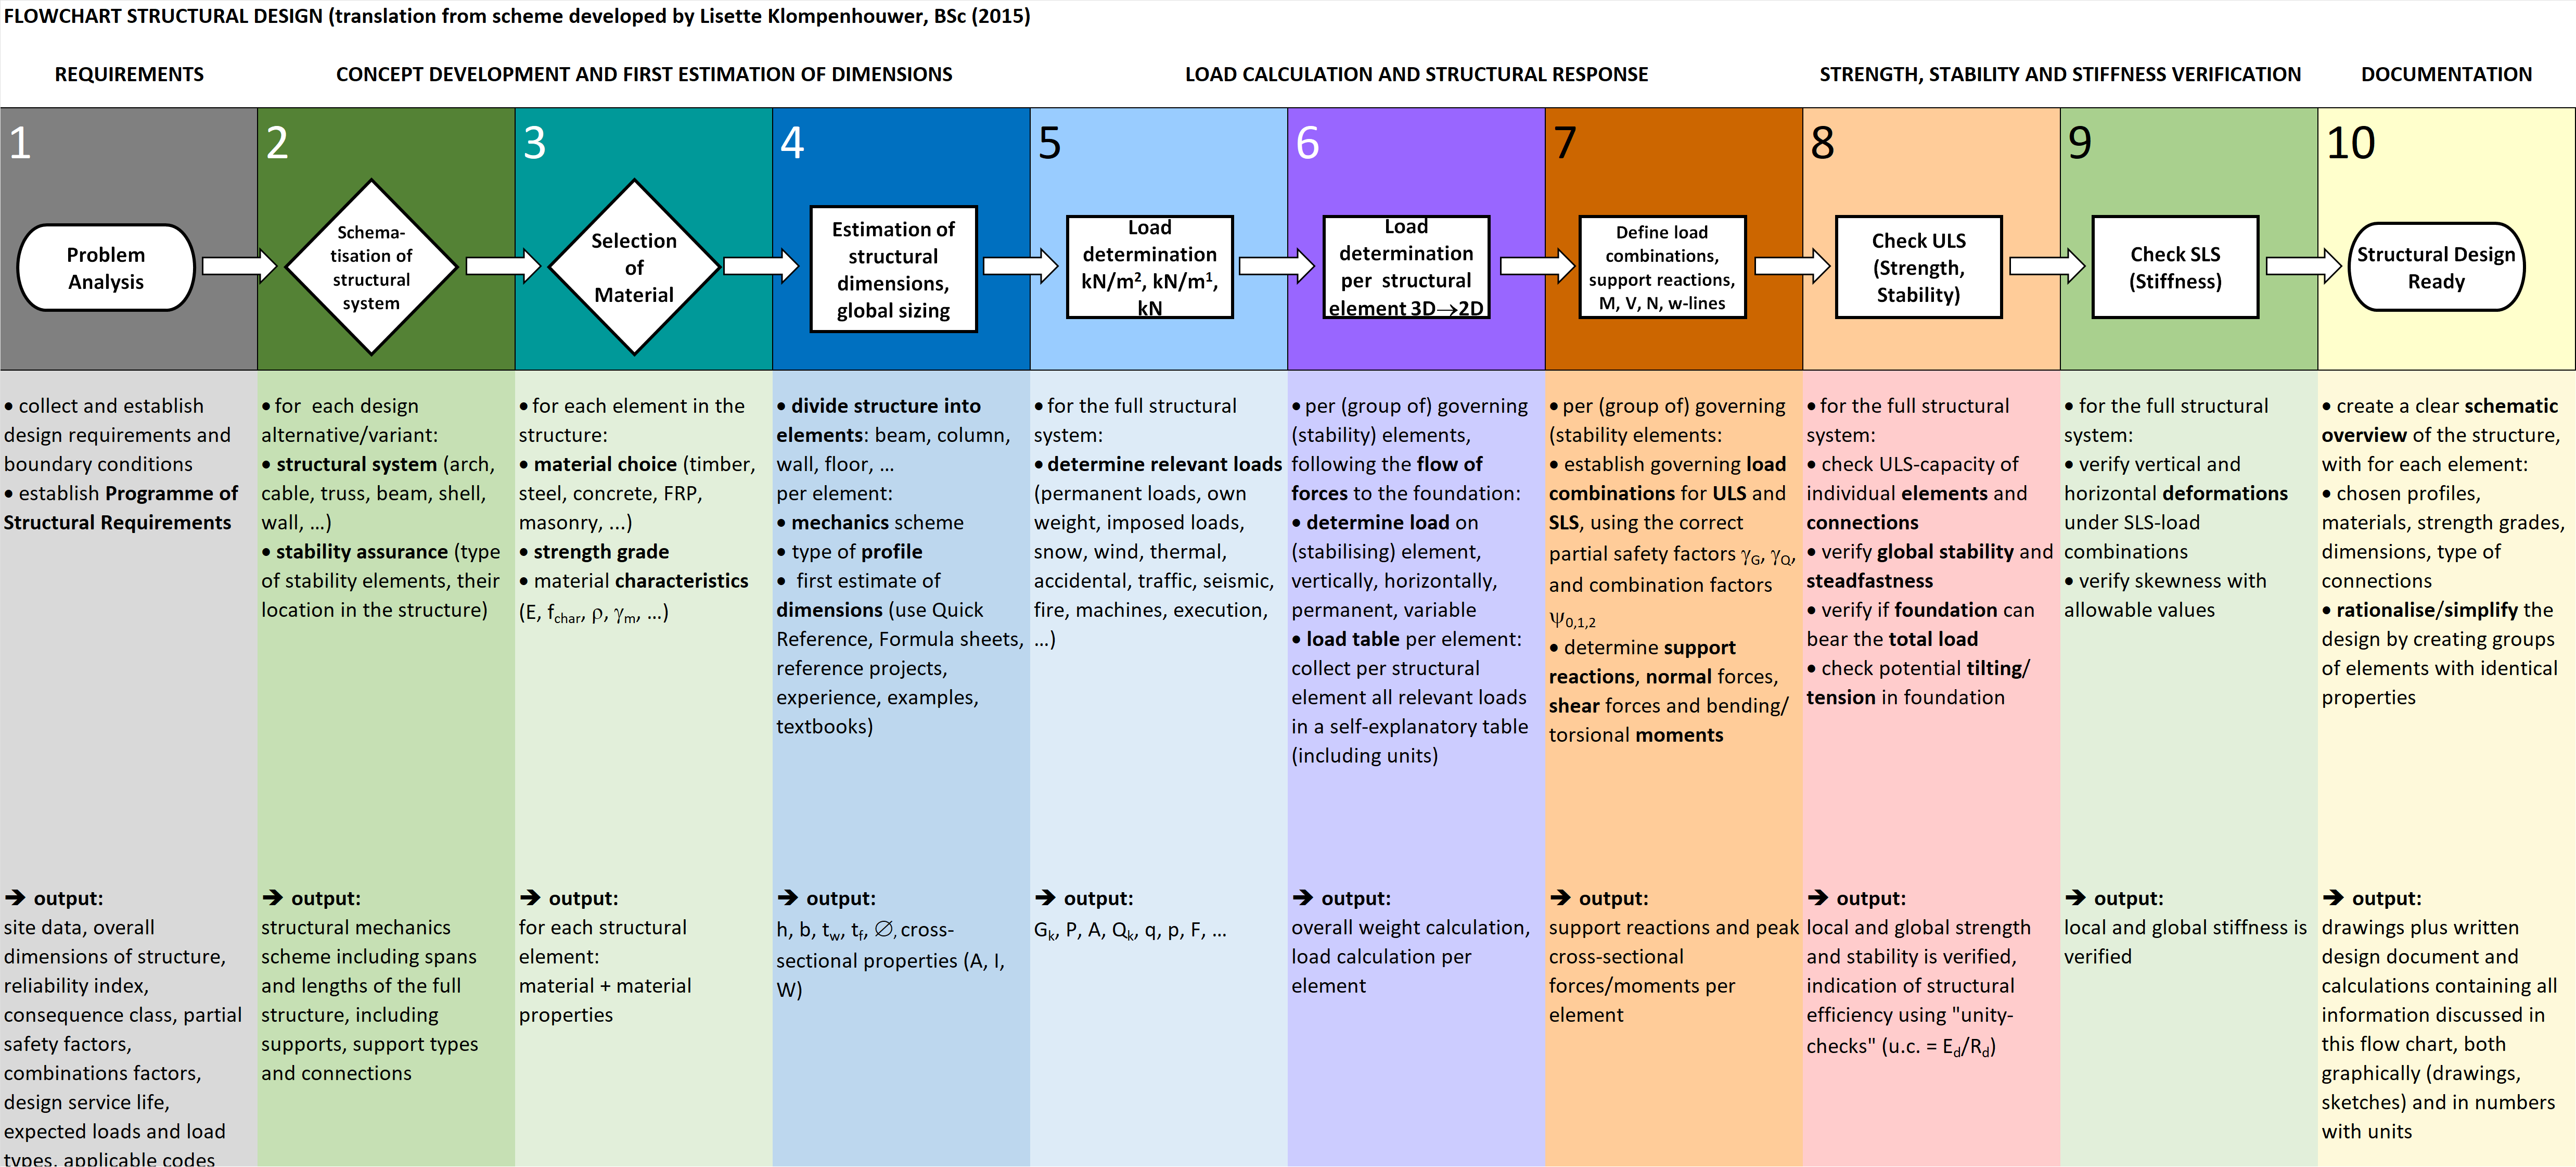 FLOWCHART STRUCTURAL DESIGN (translation from scheme developed by Lisette Klompenhouwer, BSc (2015)
REQUIREMENTS
CONCEPT DEVELOPMENT AND FIRST ESTIMATION OF DIMENSIONS
LOAD CALCULATION AND STRUCTURAL RESPONSE
STRENGTH, STABILITY AND STIFFNESS VERIFICATION
DOCUMENTATION
1
Problem
Analysis
• collect and establish
design requirements and
boundary conditions
• establish Programme of
Structural Requirements
➔ output:
site data, overall
dimensions of structure,
reliability index,
consequence class, partial
safety factors,
combinations factors,
design service life,
expected loads and load
types, applicable codes
2
Schema-
tisation of
structural
system
• for  each design
alternative/variant:
• structural system (arch,
cable, truss, beam, shell,
wall, …)
• stability assurance (type
of stability elements, their
location in the structure)
➔ output:
structural mechanics
scheme including spans
and lengths of the full
structure, including
supports, support types
and connections
3
Selection
of
Material
• for each element in the
structure:
• material choice (timber,
steel, concrete, FRP,
masonry, ...)
• strength grade
• material characteristics
(E, fchar, ρ, γm, …)
➔ output:
for each structural
element:
material + material
properties
4
Estimation of
structural
dimensions,
global sizing
• divide structure into
elements: beam, column,
wall, floor, …
per element:
• mechanics scheme
• type of profile
•  first estimate of
dimensions (use Quick
Reference, Formula sheets,
reference projects,
experience, examples,
textbooks)
➔ output:
h, b, tw, tf, ∅, cross-
sectional properties (A, I,
W)
5
Load
determination
kN/m², kN/m¹,
kN
• for the full structural
system:
• determine relevant loads
(permanent loads, own
weight, imposed loads,
snow, wind, thermal,
accidental, traffic, seismic,
fire, machines, execution,
…)
➔ output:
Gk, P, A, Qk, q, p, F, …
6
Load
determination
per  structural
element 3D→2D
• per (group of) governing
(stability) elements,
following the flow of
forces to the foundation:
• determine load on
(stabilising) element,
vertically, horizontally,
permanent, variable
• load table per element:
collect per structural
element all relevant loads
in a self-explanatory table
(including units)
➔ output:
overall weight calculation,
load calculation per
element
7
Define load
combinations,
support reactions,
M, V, N, w-lines
• per (group of) governing
(stability elements:
• establish governing load
combinations for ULS and
SLS, using the correct
partial safety factors γG, γQ,
and combination factors
ψ0,1,2
• determine support
reactions, normal forces,
shear forces and bending/
torsional moments
➔ output:
support reactions and peak
cross-sectional
forces/moments per
element
8
Check ULS
(Strength,
Stability)
• for the full structural
system:
• check ULS-capacity of
individual elements and
connections
• verify global stability and
steadfastness
• verify if foundation can
bear the total load
• check potential tilting/
tension in foundation
➔ output:
local and global strength
and stability is verified,
indication of structural
efficiency using "unity-
checks" (u.c. = Ed/Rd)
9
Check SLS
(Stiffness)
• for the full structural
system:
• verify vertical and
horizontal deformations
under SLS-load
combinations
• verify skewness with
allowable values
➔ output:
local and global stiffness is
verified
10
Structural Design
Ready
• create a clear schematic
overview of the structure,
with for each element:
• chosen profiles,
materials, strength grades,
dimensions, type of
connections
• rationalise/simplify the
design by creating groups
of elements with identical
properties
➔ output:
drawings plus written
design document and
calculations containing all
information discussed in
this flow chart, both
graphically (drawings,
sketches) and in numbers
with units